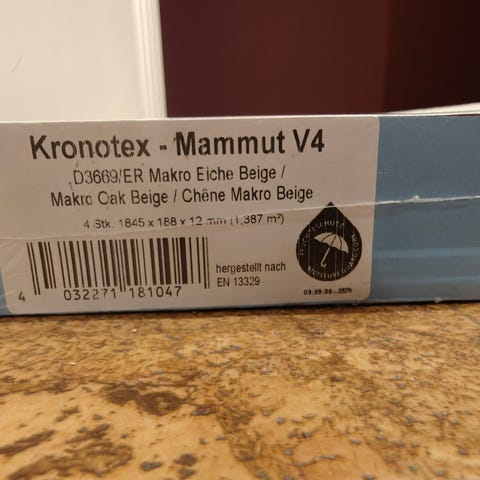 Kronotex - Mammut V4
D3669/ER Makro Eiche Beige /
Makro Oak Beige / Chêne Makro Beige
4 Stk. 1845 x 188 x 12 mm (1,387 m²)
4 032271 181047
hergestellt nach
EN 13329